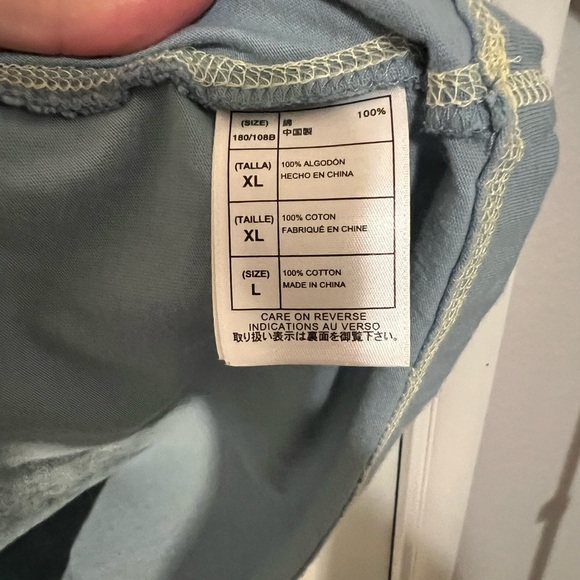 (SIZE) 綿 100%
180/108B 中国製
(TALLA) 100% ALGODÓN
XL HECHO EN CHINA
(TAILLE) 100% COTON
XL FABRIQUÉ EN CHINE
(SIZE) 100% COTTON
L MADE IN CHINA
CARE ON REVERSE
INDICATIONS AU VERSO
取り扱い表示は裏面を御覧下さい。